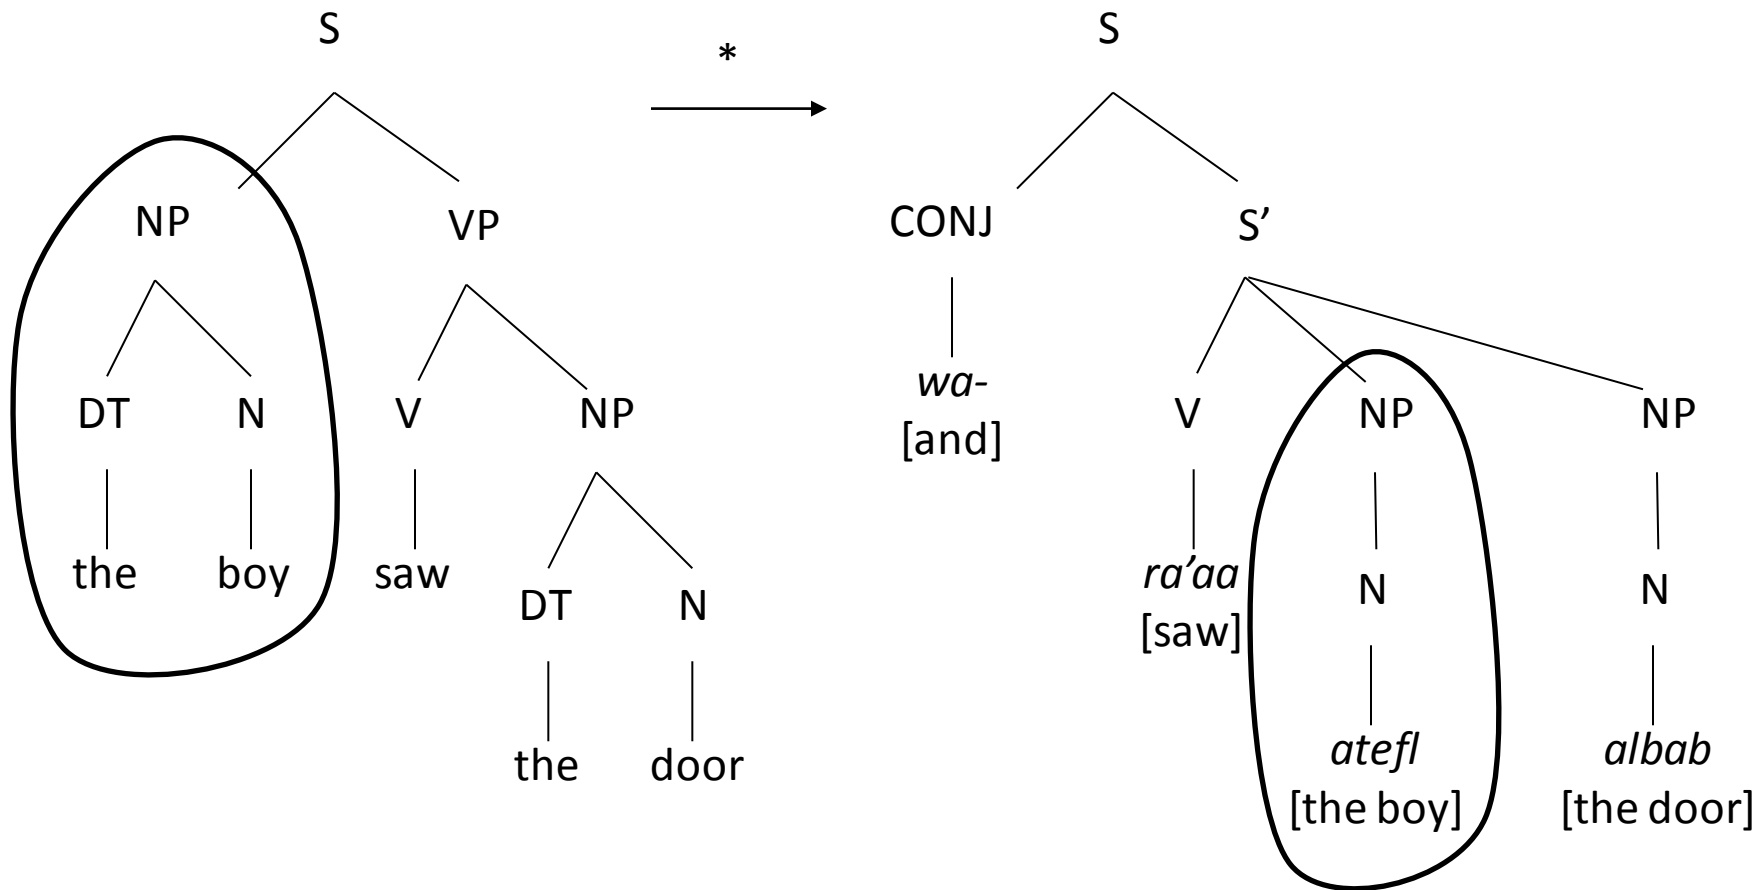 S
*
S
NP
VP
CONJ
S’
DT
N
V
NP
wa-
[and]
V
NP
NP
the
boy
saw
DT
N
ra’aa
[saw]
N
N
the
door
atefl
[the boy]
albab
[the door]